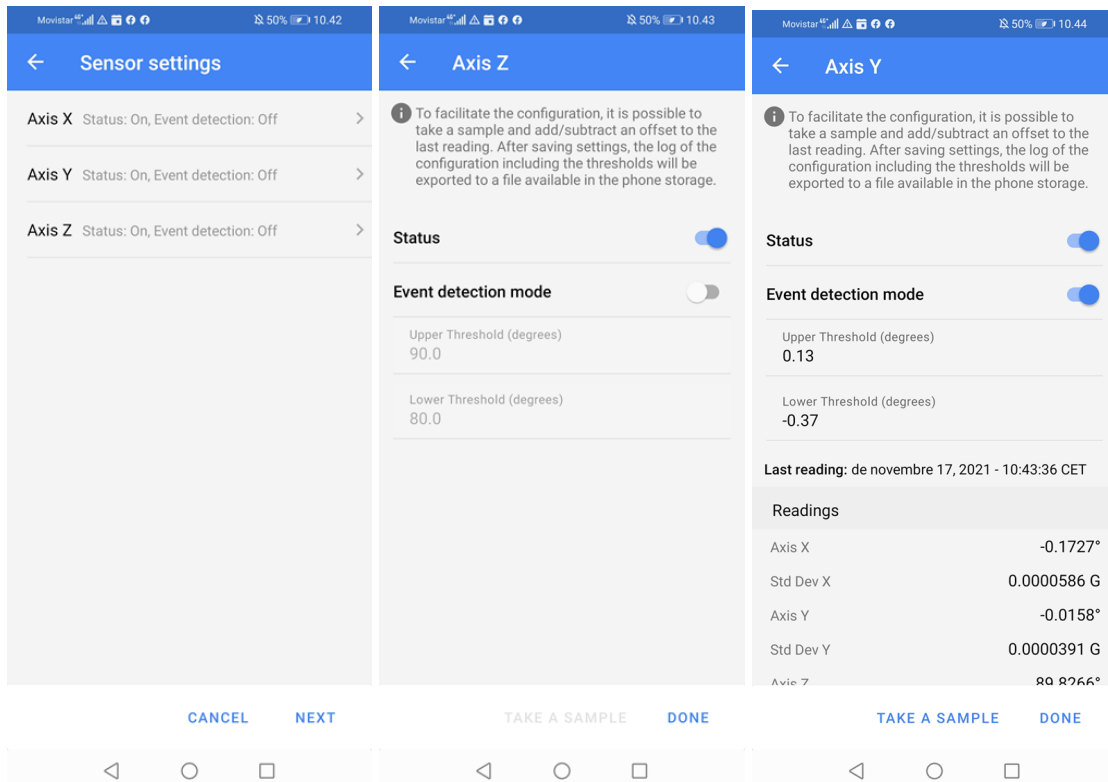 Movistar 4G 50% 10.42
Sensor settings
Axis X Status: On, Event detection: Off
Axis Y Status: On, Event detection: Off
Axis Z Status: On, Event detection: Off
CANCEL NEXT
Movistar 4G 50% 10.43
Axis Z
To facilitate the configuration, it is possible to
take a sample and add/subtract an offset to the
last reading. After saving settings, the log of the
configuration including the thresholds will be
exported to a file available in the phone storage.
Status
Event detection mode
Upper Threshold (degrees)
90.0
Lower Threshold (degrees)
80.0
TAKE A SAMPLE DONE
Movistar 4G 50% 10.44
Axis Y
To facilitate the configuration, it is possible to
take a sample and add/subtract an offset to the
last reading. After saving settings, the log of the
configuration including the thresholds will be
exported to a file available in the phone storage.
Status
Event detection mode
Upper Threshold (degrees)
0.13
Lower Threshold (degrees)
-0.37
Last reading: de novembre 17, 2021 - 10:43:36 CET
Readings
Axis X -0.1727°
Std Dev X 0.0000586 G
Axis Y -0.0158°
Std Dev Y 0.0000391 G
Axis Z 89.8266°
TAKE A SAMPLE DONE